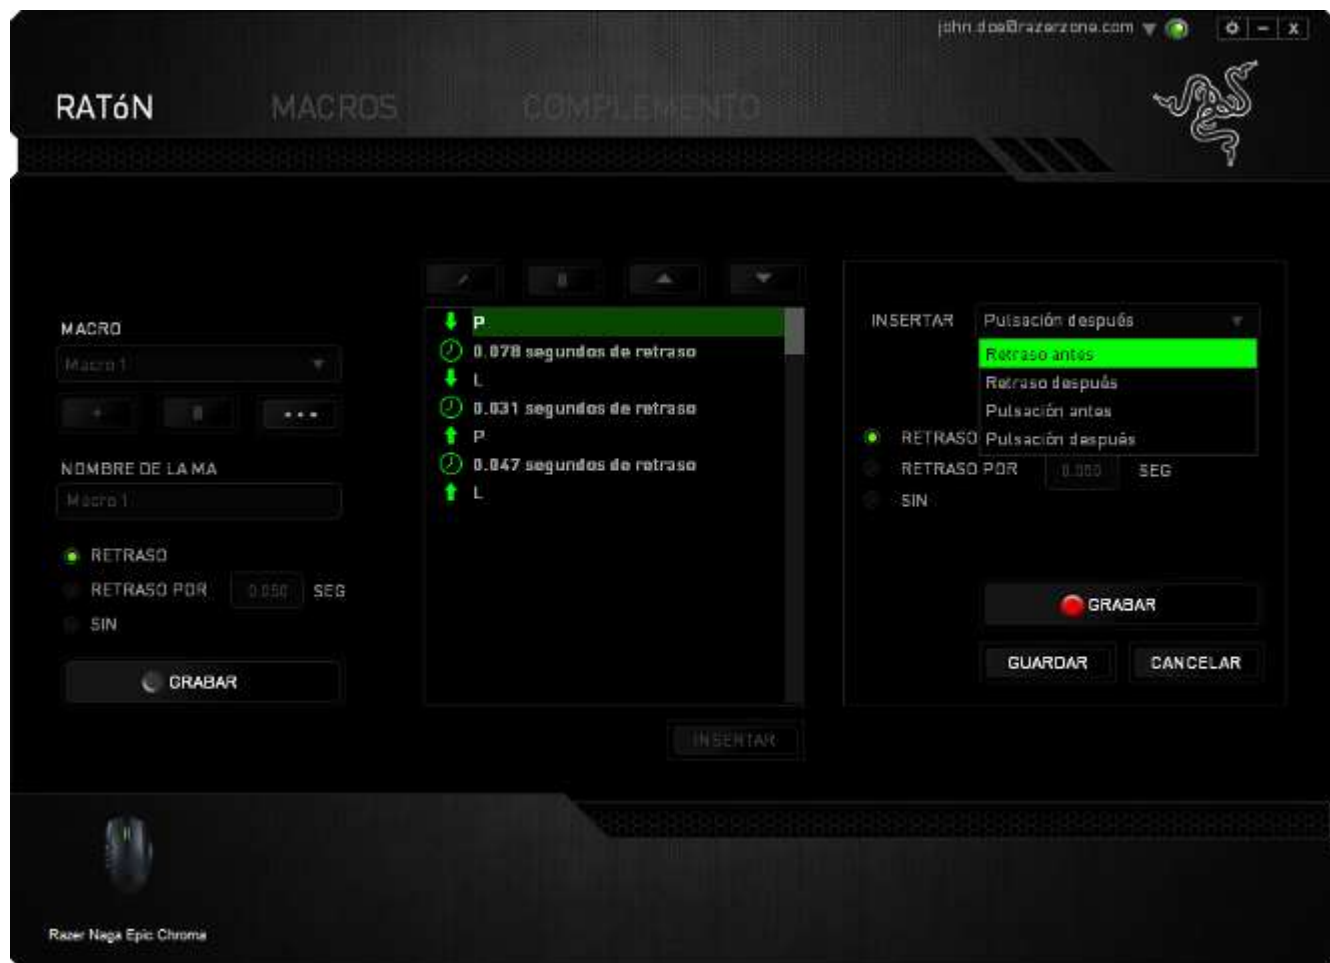 john.doe@razerzone.com
RATóN MACROS COMPLEMENTO
MACRO
Macro 1
NOMBRE DE LA MA
Macro 1
RETRASO
RETRASO POR 0.050 SEG
SIN
GRABAR
P
0.078 segundos de retraso
L
0.031 segundos de retraso
P
0.047 segundos de retraso
L
INSERTAR
INSERTAR Pulsación después
Retraso antes
Retraso después
Pulsación antes
Pulsación después
RETRASO
RETRASO POR 0.050 SEG
SIN
GRABAR
GUARDAR CANCELAR
Razer Naga Epic Chroma